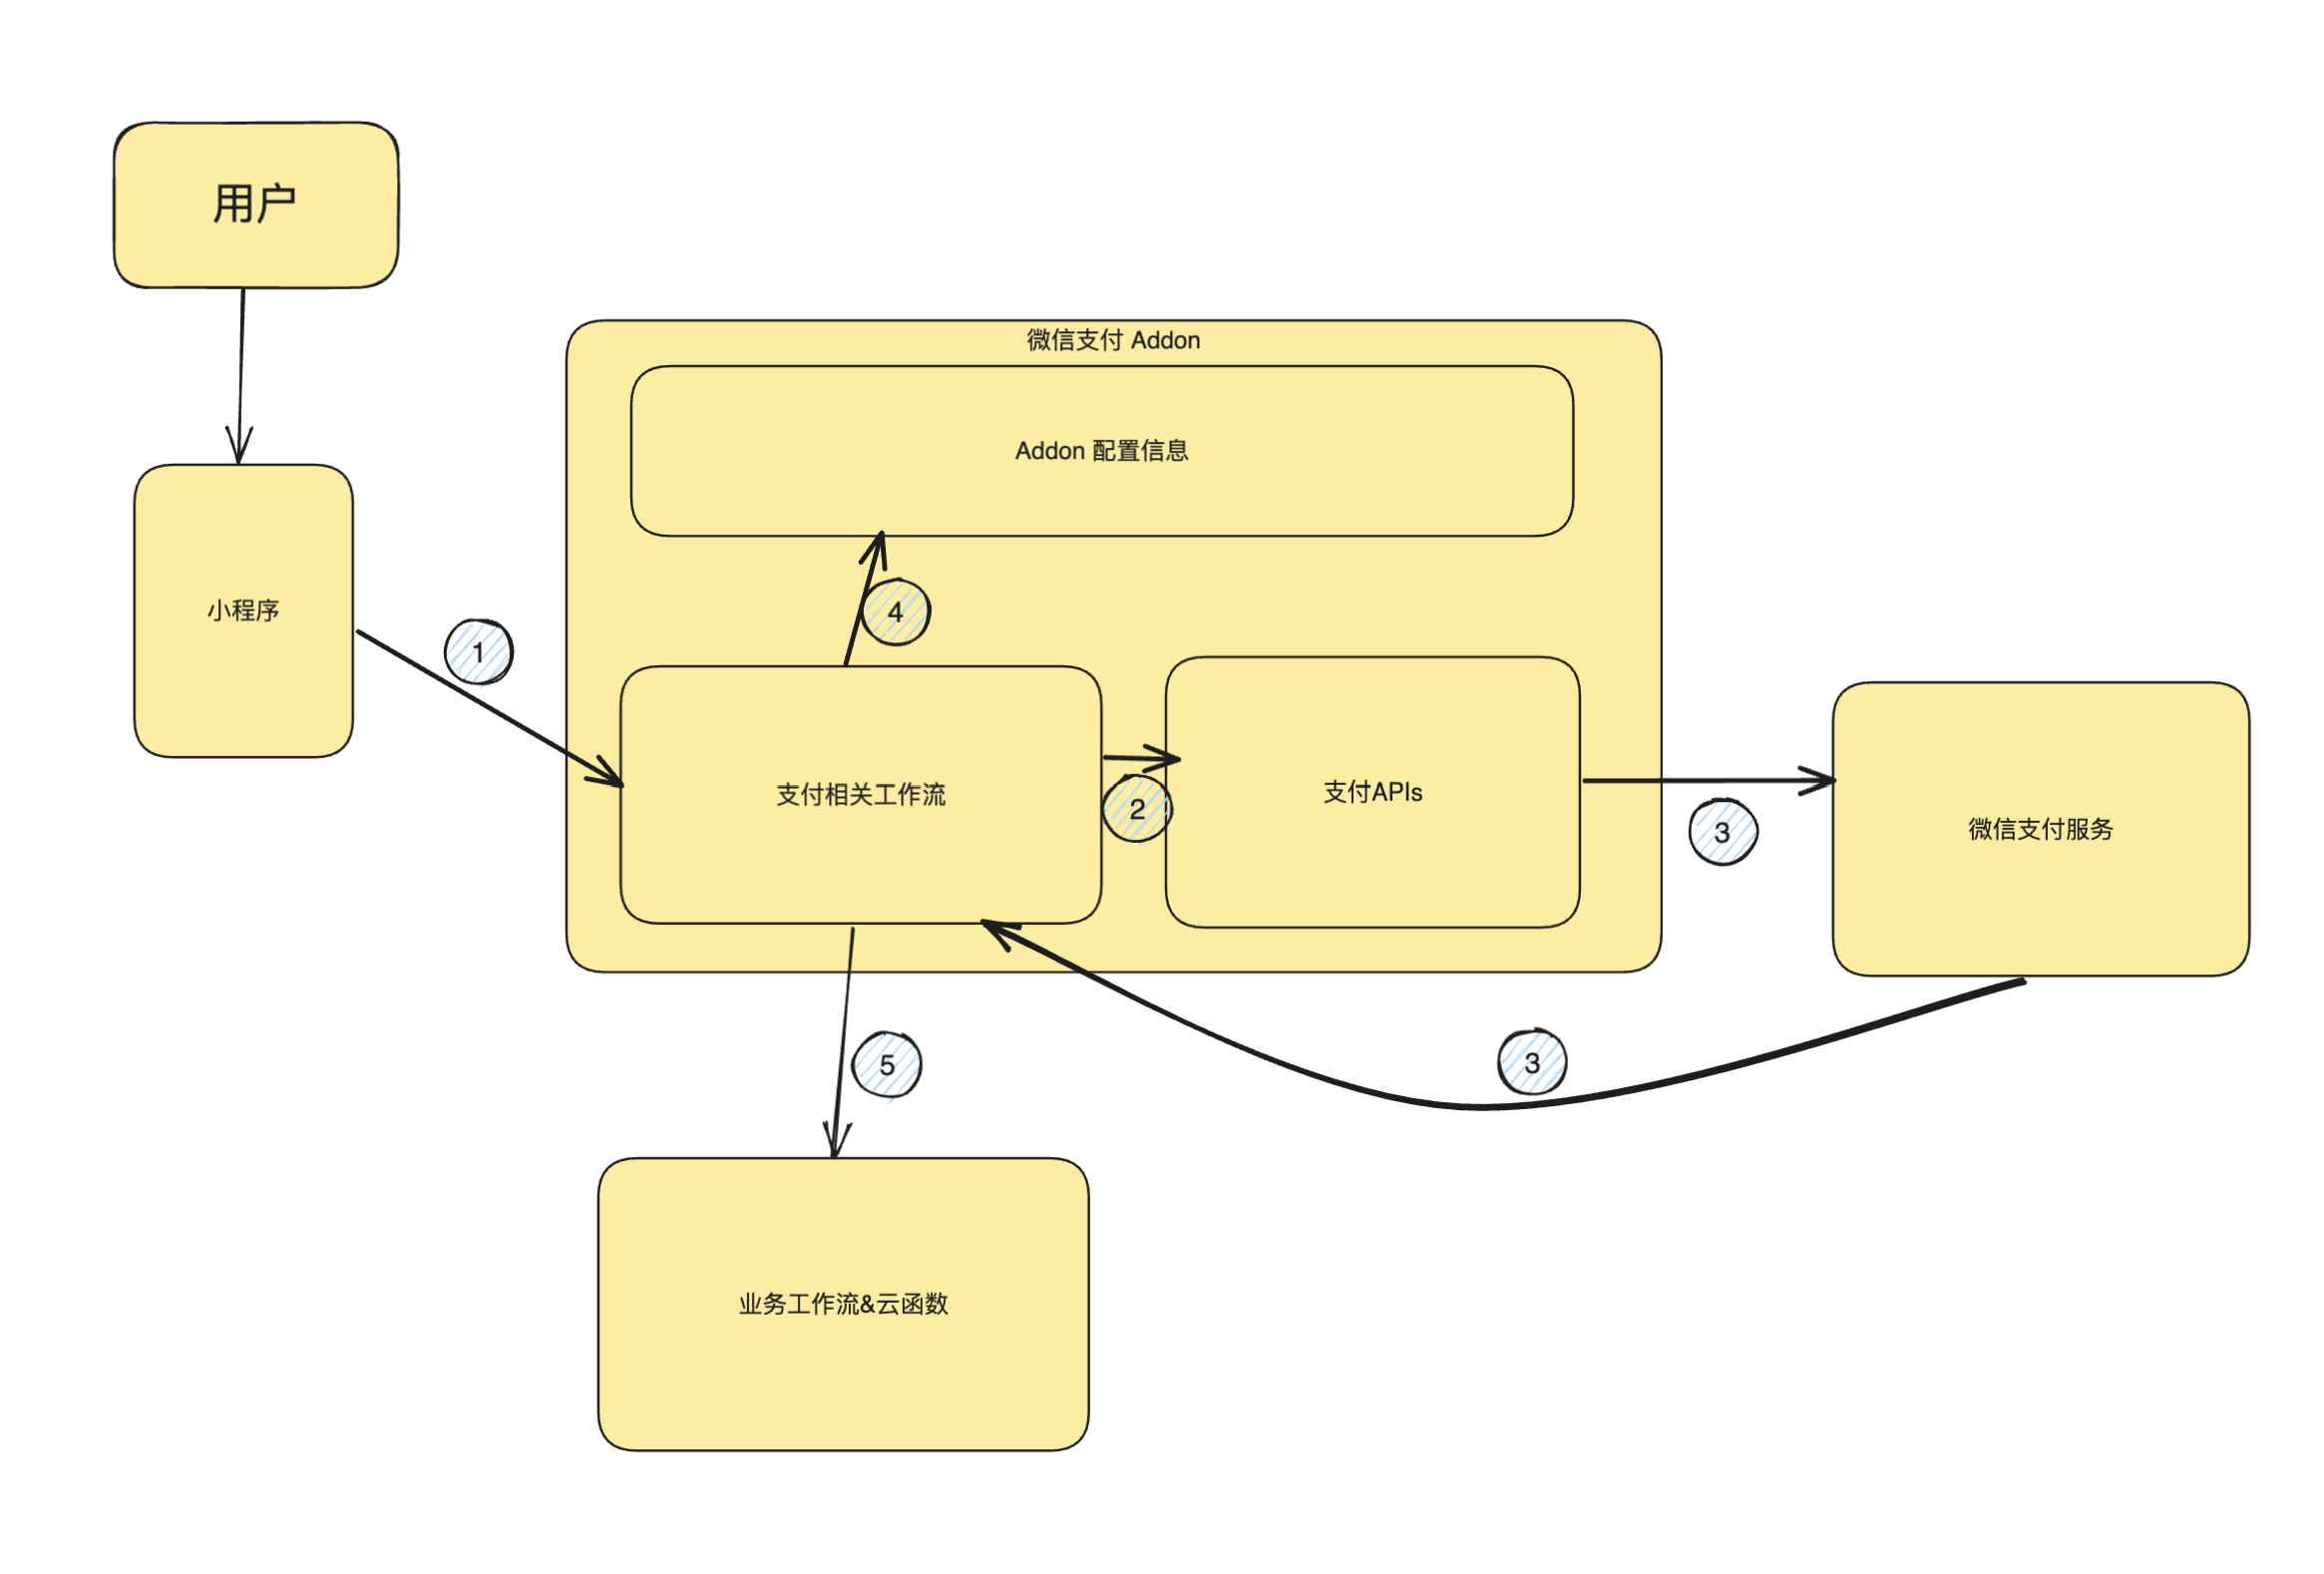 用户
微信支付 Addon
Addon 配置信息
小程序
4
1
支付相关工作流
支付APIs
2
3
微信支付服务
5
3
业务工作流&云函数